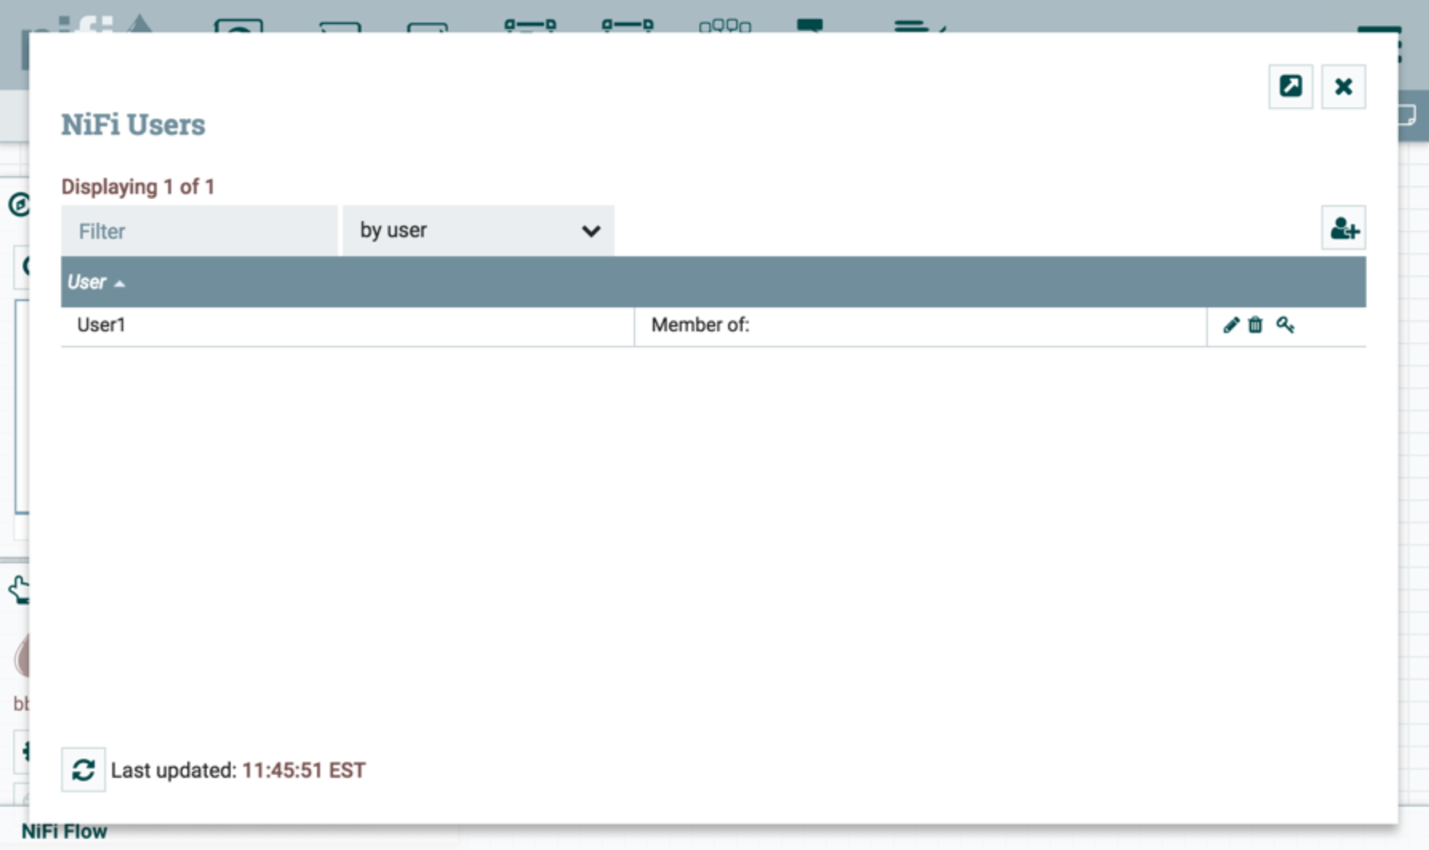 nifi
NiFi Users
Displaying 1 of 1
Filter
by user
User
User1
Member of:
Last updated: 11:45:51 EST
NiFi Flow